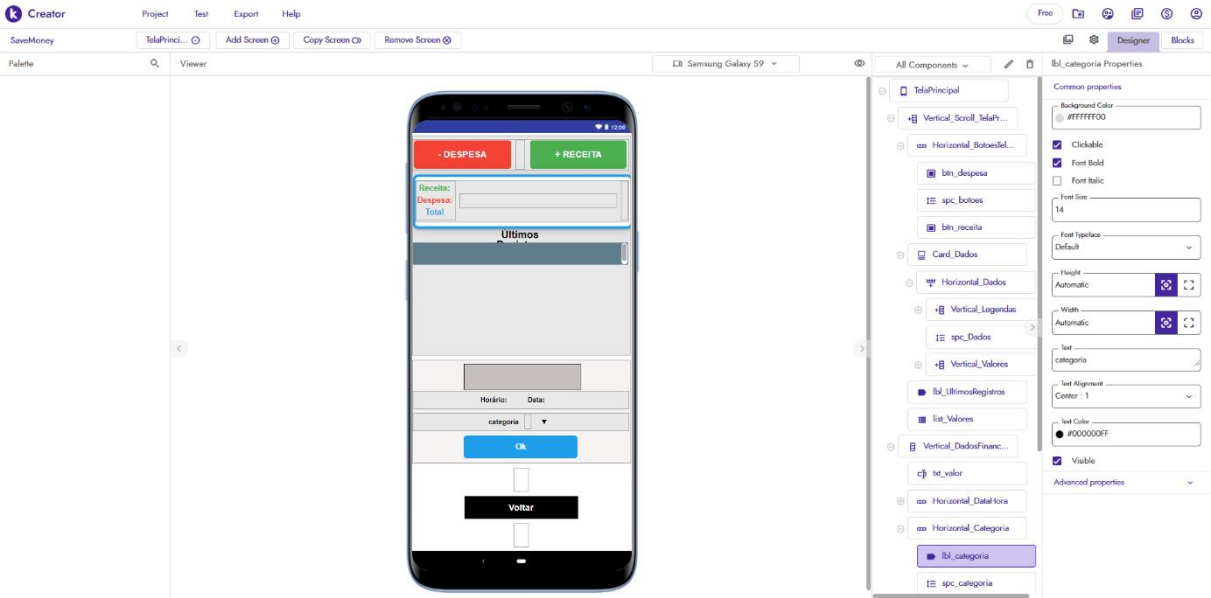 Creator Project Test Export Help Free
SaveMoney TelaPrinci... Add Screen Copy Screen Remove Screen Designer Blocks
Palette Viewer Samsung Galaxy S9 All Components lbl_categoria Properties
12:00
- DESPESA + RECEITA
Receita:
Despesa:
Total
Últimos
Horário: Data:
categoria
Ok
Voltar
TelaPrincipal
Vertical_Scroll_TelaPr...
Horizontal_BotoesTel...
btn_despesa
spc_botoes
btn_receita
Card_Dados
Horizontal_Dados
Vertical_Legendas
spc_Dados
Vertical_Valores
lbl_UltimosRegistros
list_Valores
Vertical_DadosFinanc...
txt_valor
Horizontal_DataHora
Horizontal_Categoria
lbl_categoria
spc_categoria
Common properties
Background Color
#FFFFFF00
Clickable
Font Bold
Font Italic
Font Size
14
Font Typeface
Default
Height
Automatic
Width
Automatic
Text
categoria
Text Alignment
Center : 1
Text Color
#000000FF
Visible
Advanced properties